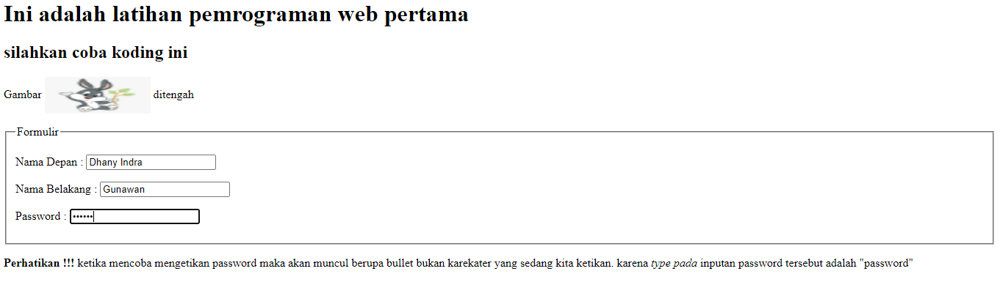 Ini adalah latihan pemrograman web pertama
silahkan coba koding ini
Gambar ditengah
Formulir
Nama Depan : Dhany Indra
Nama Belakang : Gunawan
Password : ••••••
Perhatikan !!! ketika mencoba mengetikan password maka akan muncul berupa bullet bukan karekater yang sedang kita ketikan. karena type pada inputan password tersebut adalah "password"